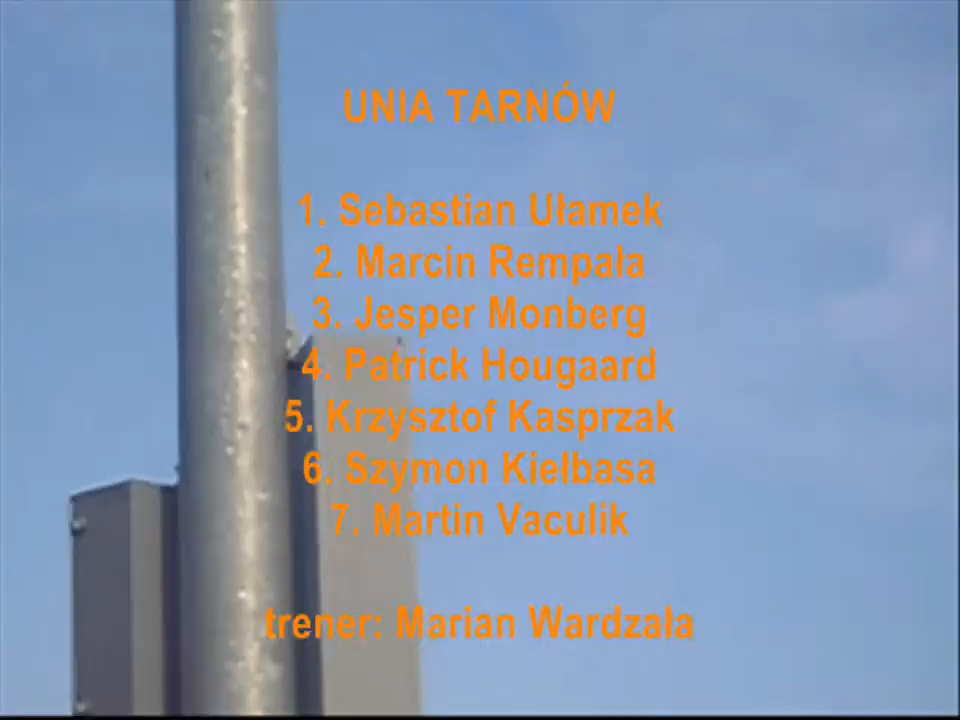 UNIA TARNÓW
1. Sebastian Ułamek
2. Marcin Rempała
3. Jesper Monberg
4. Patrick Hougaard
5. Krzysztof Kasprzak
6. Szymon Kiełbasa
7. Martin Vaculik
trener: Marian Wardzała